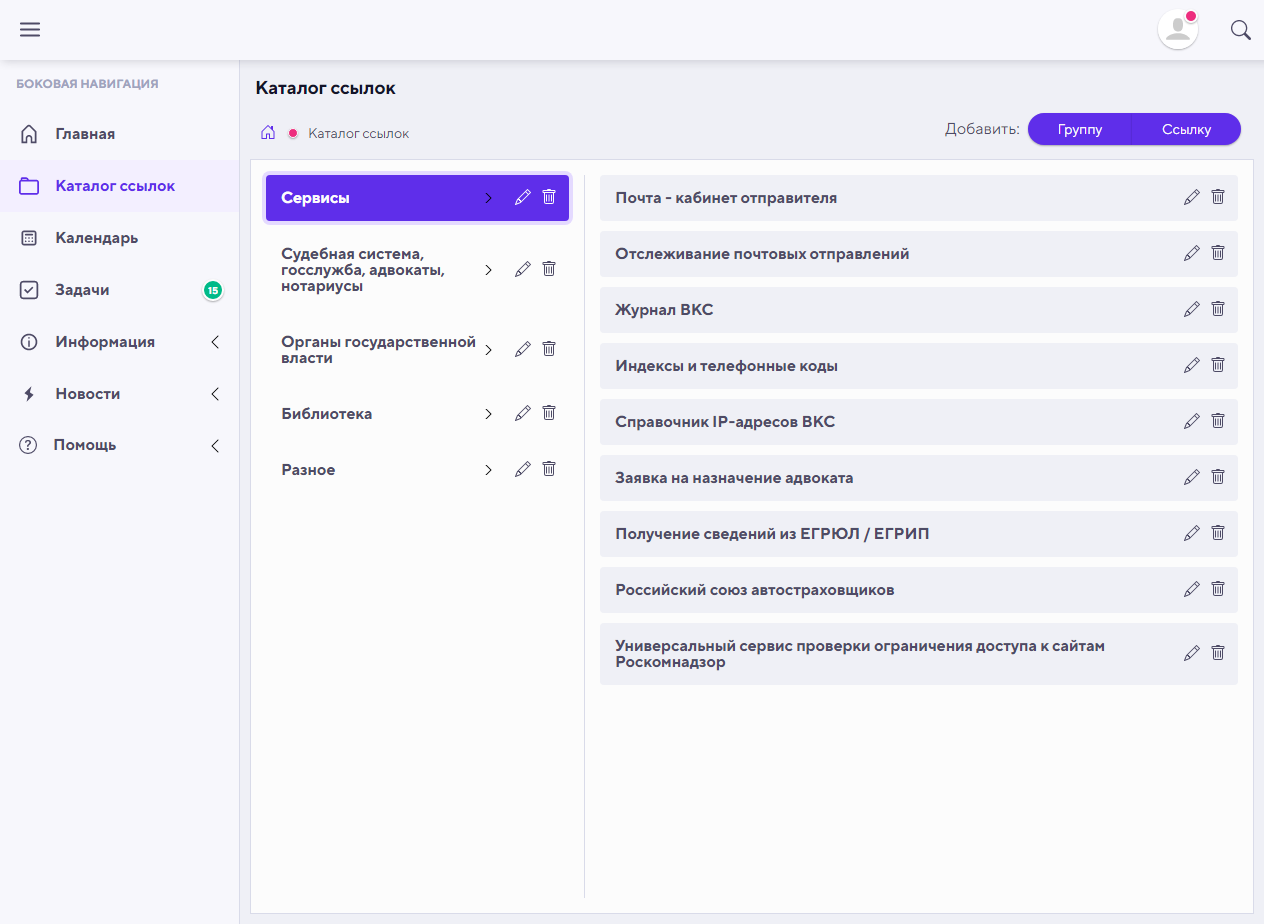 БОКОВАЯ НАВИГАЦИЯ
Главная
Каталог ссылок
Календарь
Задачи
15
Информация
Новости
Помощь
Каталог ссылок
Каталог ссылок
Добавить:
Группу
Ссылку
Сервисы
Судебная система,
госслужба, адвокаты,
нотариусы
Органы государственной
власти
Библиотека
Разное
Почта - кабинет отправителя
Отслеживание почтовых отправлений
Журнал ВКС
Индексы и телефонные коды
Справочник IP-адресов ВКС
Заявка на назначение адвоката
Получение сведений из ЕГРЮЛ / ЕГРИП
Российский союз автостраховщиков
Универсальный сервис проверки ограничения доступа к сайтам
Роскомнадзор